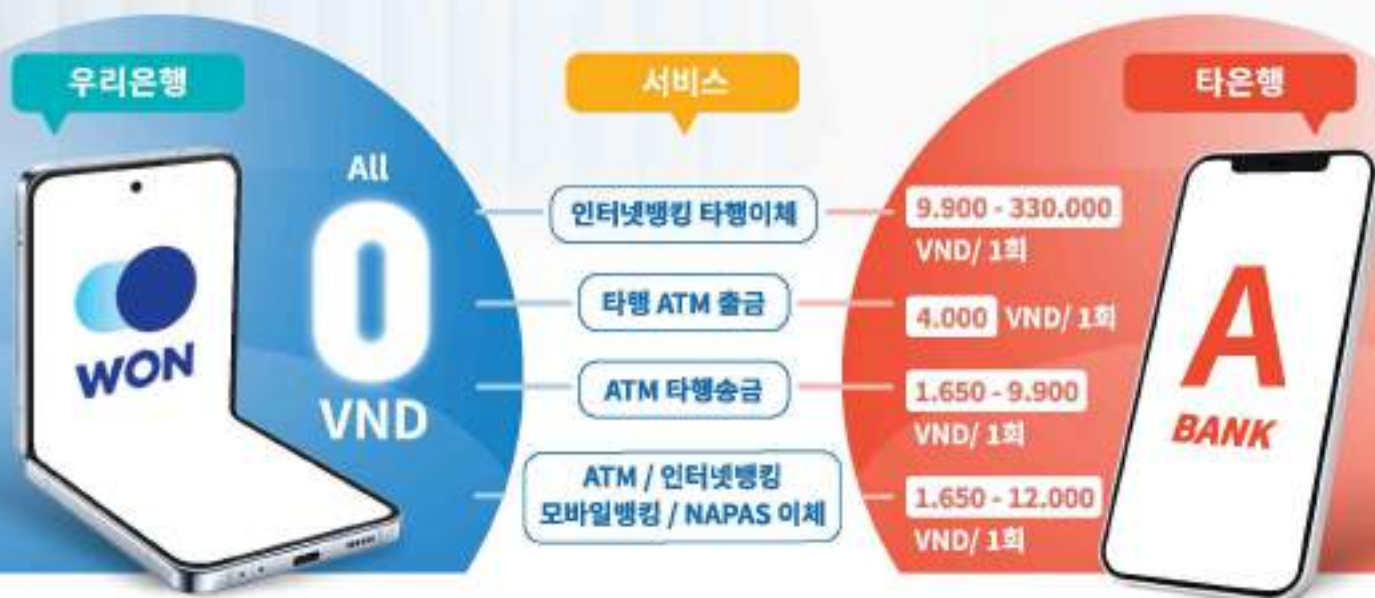 우리은행
서비스
타은행
All
0
VND
WON
인터넷뱅킹 타행이체
9.900 - 330.000
VND/ 1회
타행 ATM 출금
4.000 VND/ 1회
ATM 타행송금
1.650 - 9.900
VND/ 1회
ATM / 인터넷뱅킹
모바일뱅킹 / NAPAS 이체
1.650 - 12.000
VND/ 1회
A
BANK